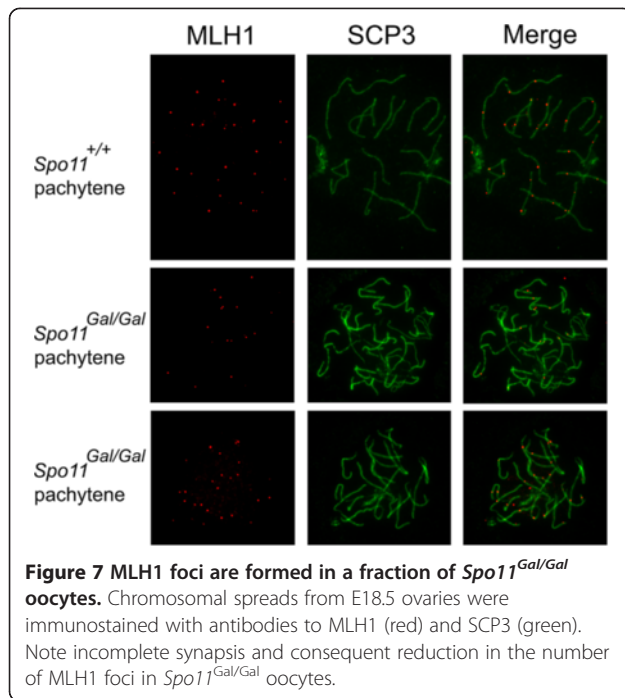 MLH1 SCP3 Merge
Spo11+/+
pachytene
Spo11Gal/Gal
pachytene
Spo11Gal/Gal
pachytene
Figure 7 MLH1 foci are formed in a fraction of Spo11Gal/Gal
oocytes. Chromosomal spreads from E18.5 ovaries were
immunostained with antibodies to MLH1 (red) and SCP3 (green).
Note incomplete synapsis and consequent reduction in the number
of MLH1 foci in Spo11Gal/Gal oocytes.